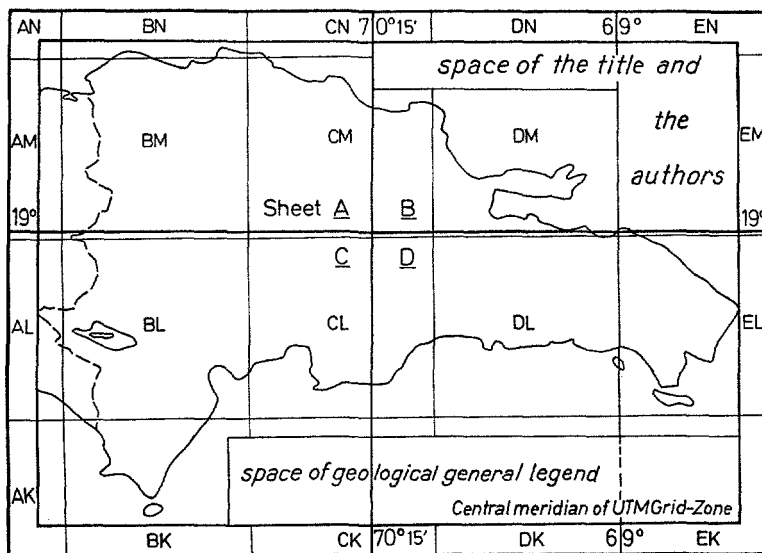 AN BN CN 70°15' DN 69° EN
space of the title and
the
authors
AM BM CM DM EM
19° Sheet A B 19°
C D
AL BL CL DL EL
space of geological general legend
AK Central meridian of UTM Grid-Zone
BK CK 70°15' DK 69° EK